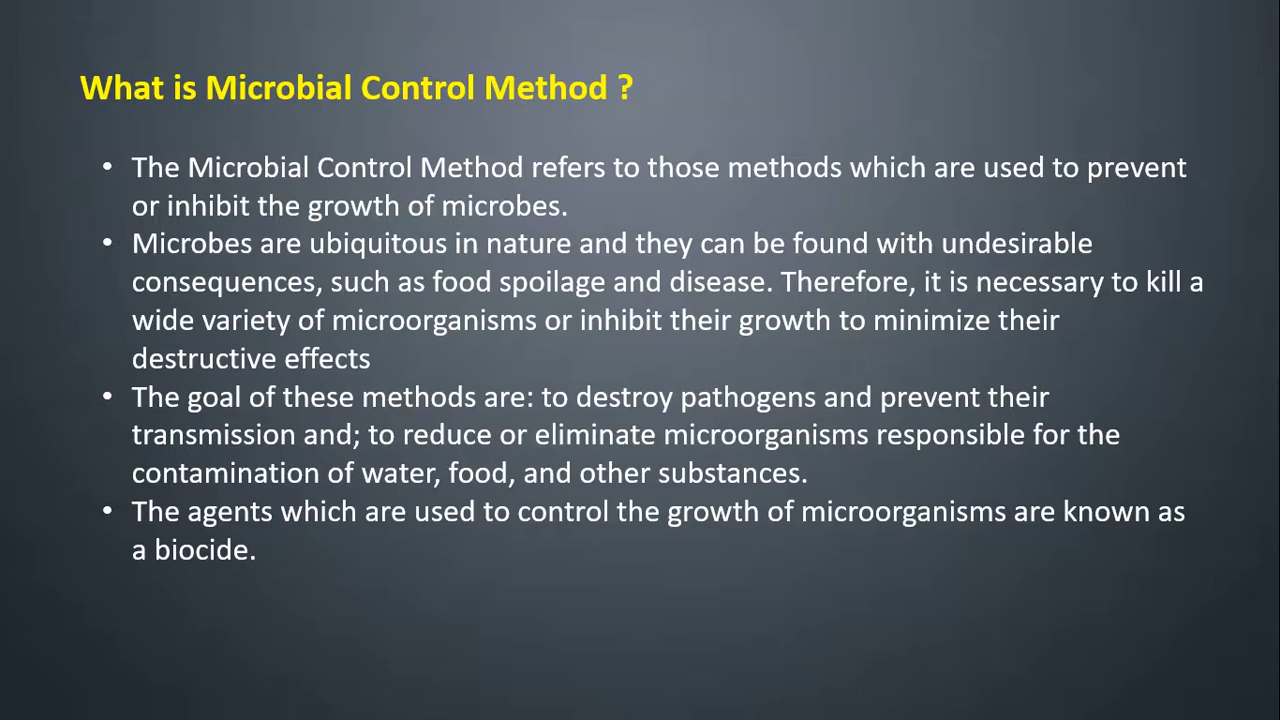 What is Microbial Control Method ?
• The Microbial Control Method refers to those methods which are used to prevent
or inhibit the growth of microbes.
• Microbes are ubiquitous in nature and they can be found with undesirable
consequences, such as food spoilage and disease. Therefore, it is necessary to kill a
wide variety of microorganisms or inhibit their growth to minimize their
destructive effects
• The goal of these methods are: to destroy pathogens and prevent their
transmission and; to reduce or eliminate microorganisms responsible for the
contamination of water, food, and other substances.
• The agents which are used to control the growth of microorganisms are known as
a biocide.